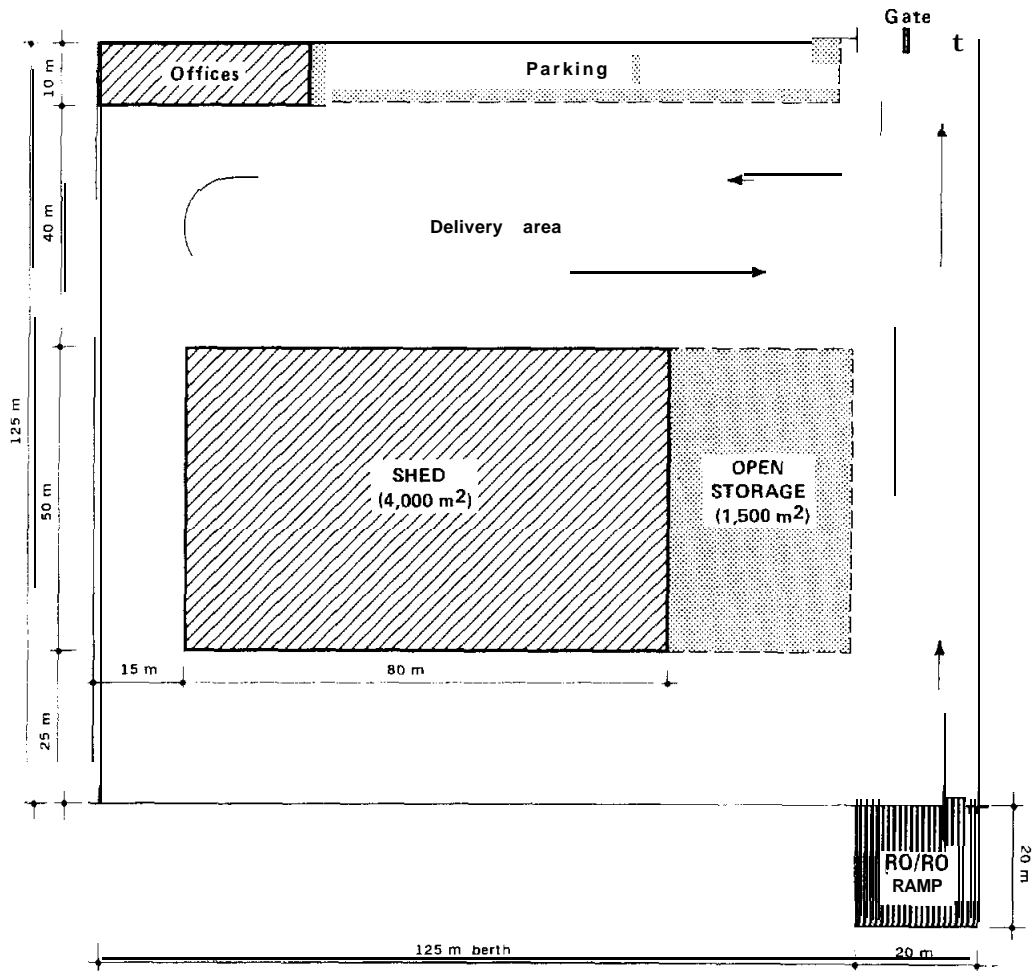 Gate
t
Offices
Parking
10 m
40 m
Delivery area
125 m
50 m
SHED
(4,000 m2)
OPEN
STORAGE
(1,500 m2)
15 m
80 m
25 m
RO/RO
RAMP
20 m
125 m berth
20 m